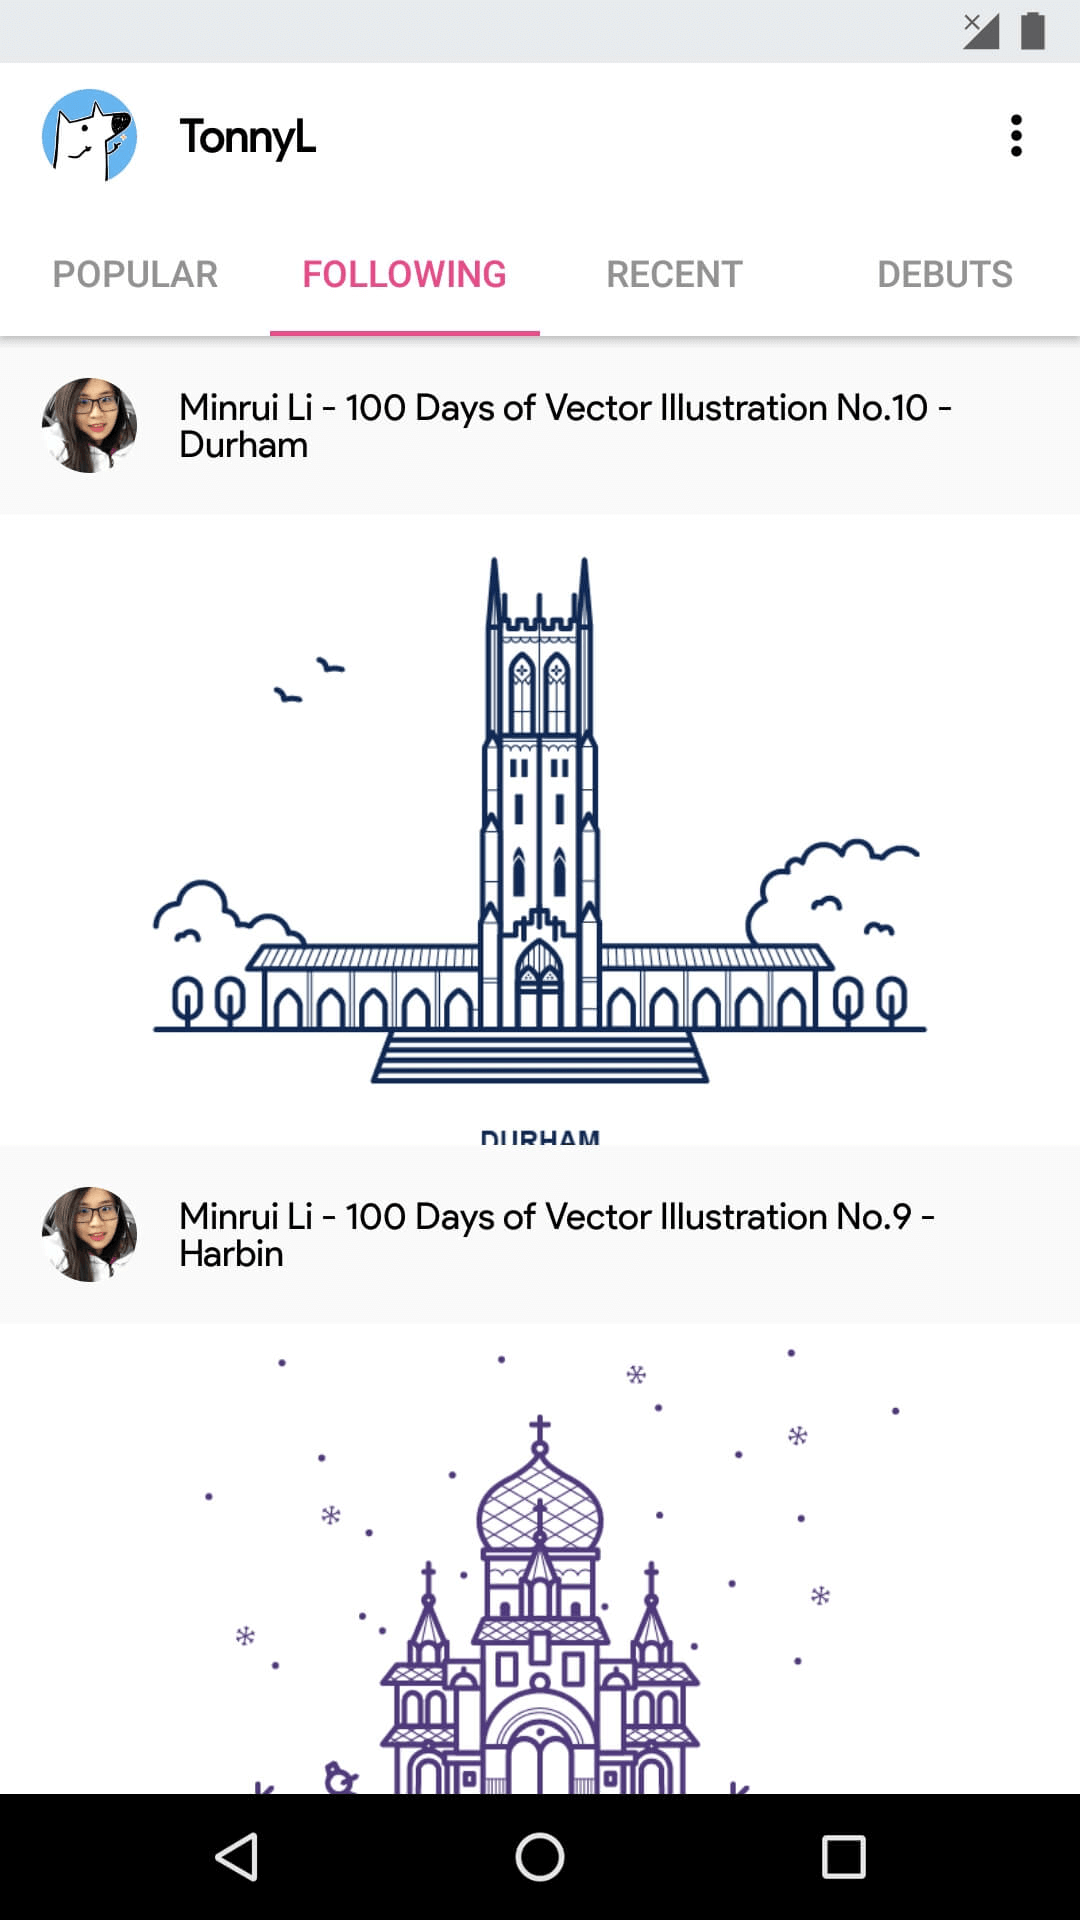 TonnyL
POPULAR FOLLOWING RECENT DEBUTS
Minrui Li - 100 Days of Vector Illustration No.10 -
Durham
DURHAM
Minrui Li - 100 Days of Vector Illustration No.9 -
Harbin